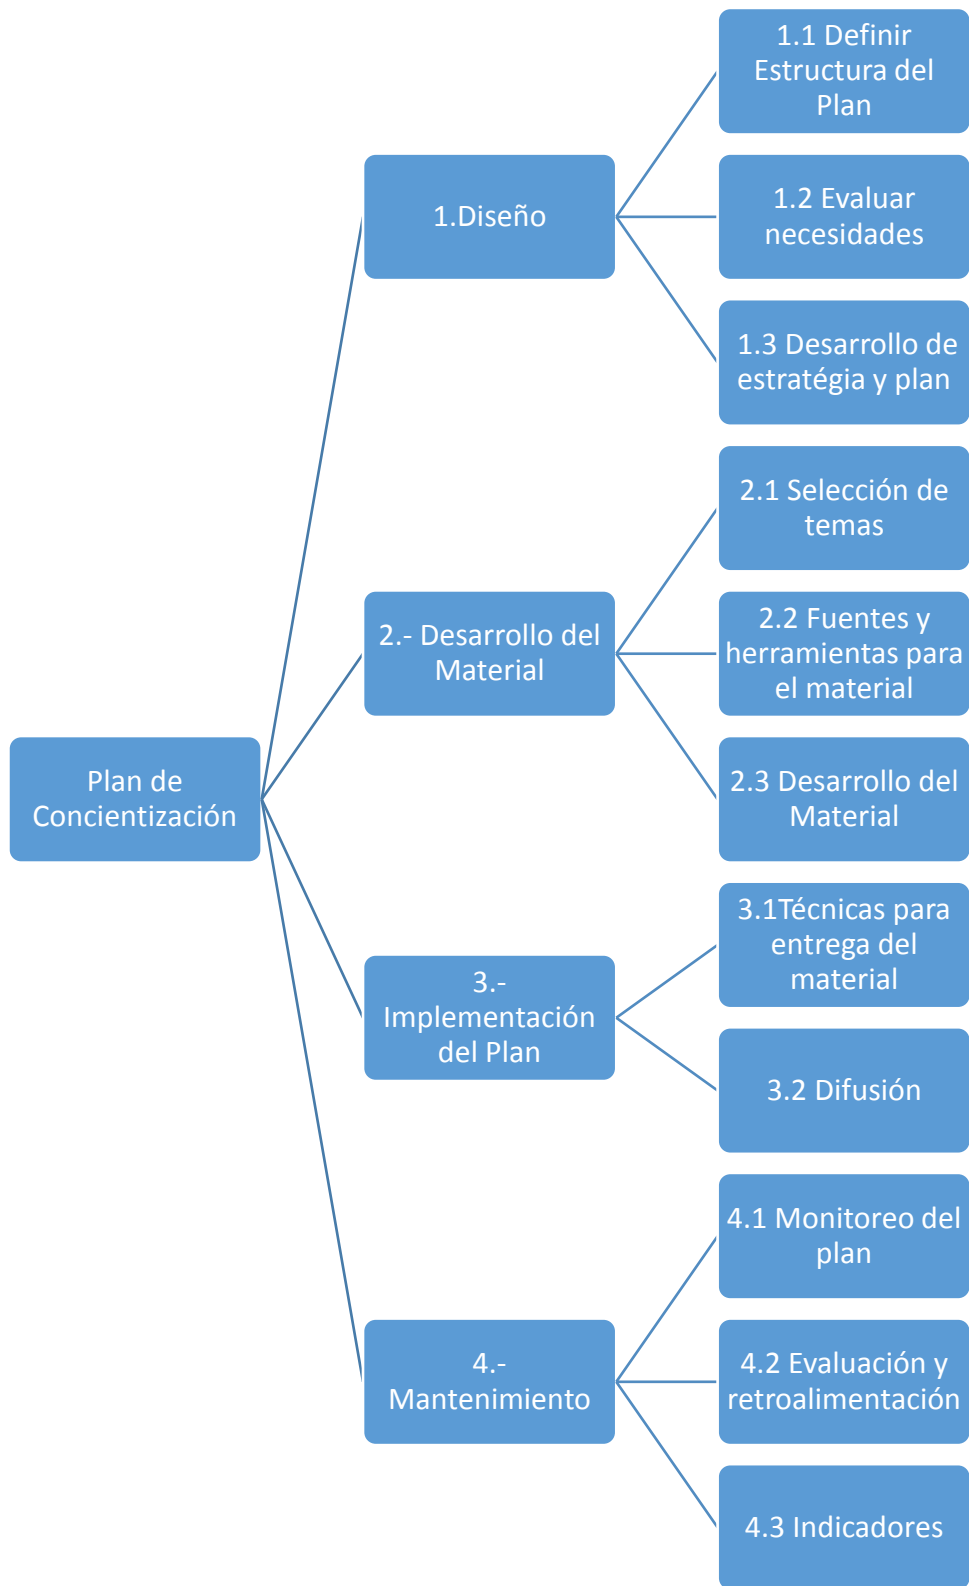 1.1 Definir
Estructura del
Plan
1.Diseño
1.2 Evaluar
necesidades
1.3 Desarrollo de
estratégia y plan
2.1 Selección de
temas
2.- Desarrollo del
Material
2.2 Fuentes y
herramientas para
el material
Plan de
Concientización
2.3 Desarrollo del
Material
3.1Técnicas para
entrega del
material
3.-
Implementación
del Plan
3.2 Difusión
4.1 Monitoreo del
plan
4.-
Mantenimiento
4.2 Evaluación y
retroalimentación
4.3 Indicadores